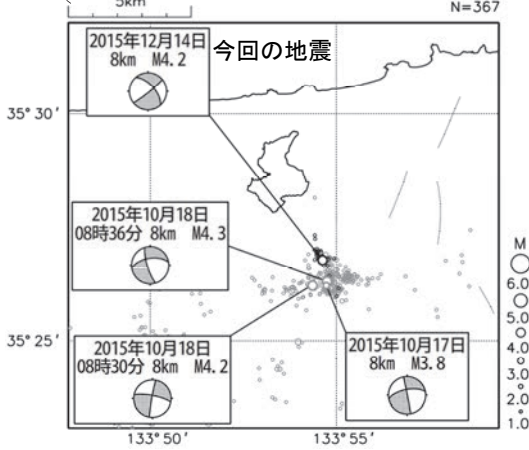 5km
N=367
2015年12月14日
8km M4.2
今回の地震
35°30′
2015年10月18日
08時36分 8km M4.3
35°25′
2015年10月18日
08時30分 8km M4.2
2015年10月17日
8km M3.8
M
6.0
5.0
4.0
3.0
2.0
1.0
133°50′
133°55′